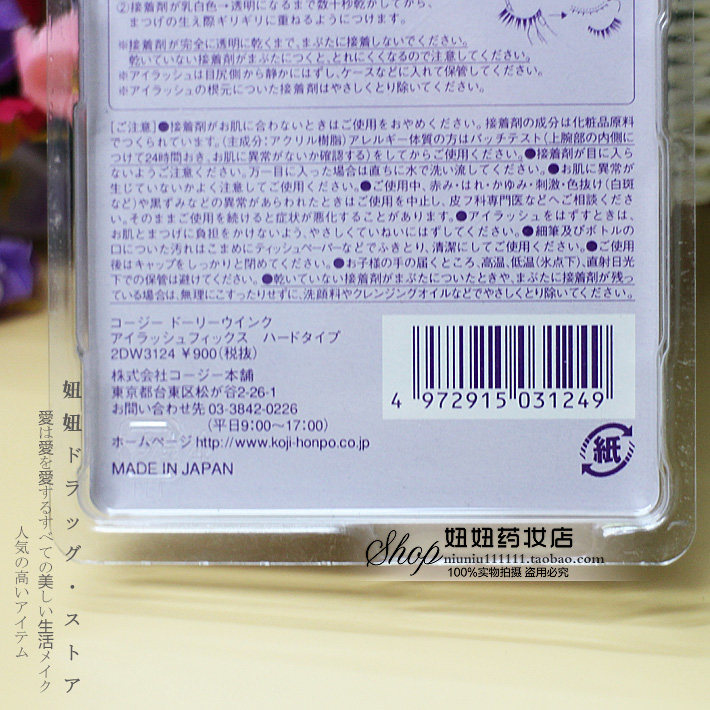 ②接着剤が乳白色→透明になるまで数十秒乾かしてから、
まつげの生え際ギリギリに重ねるようにつけます。
※接着剤が完全に透明に乾くまで、まぶたに接着しないでください。
乾いていない接着剤がまぶたにつくと、とれにくくなるので注意してください。
※アイラッシュは目尻側から静かにはずし、ケースなどに入れて保管してください。
※アイラッシュの根元についた接着剤はやさしくとり除いてください。
[ご注意]●接着剤がお肌に合わないときはご使用をおやめください。接着剤の成分は化粧品原料
でつくられています。(主成分:アクリル樹脂)アレルギー体質の方はパッチテスト(上腕部の内側に
つけて24時間おき、お肌に異常がないか確認する)をしてからご使用ください。●接着剤が目に入ら
ないようご注意ください。万一目に入った場合は直ちに水で洗い流してください。●お肌に異常が
生じていないかよく注意してご使用ください。●ご使用中、赤み・はれ・かゆみ・刺激・色抜け(白斑
など)や黒ずみなどの異常があらわれたときはご使用を中止し、皮フ科専門医などへご相談くださ
い。そのままご使用を続けると症状が悪化することがあります。●アイラッシュをはずすときは、
お肌とまつげに負担をかけないよう、やさしくていねいにはずしてください。●細筆及びボトルの
口についた汚れはこまめにティッシュペーパーなどでふきとり、清潔にしてご使用ください。●ご使用
後はキャップをしっかりと閉めてください。●お子様の手の届くところ、高温、低温(氷点下)、直射日光
下での保管は避けてください。●乾いていない接着剤がまぶたについたときや、まぶたに接着剤が残っ
ている場合は、無理にこすったりせずに、洗顔料やクレンジングオイルなどでやさしくとり除いてください。
コージー ドーリーウインク
アイラッシュフィックス ハードタイプ
2DW3124 ¥900(税抜)
株式会社コージー本舗
東京都台東区松が谷2-26-1
お問い合わせ先 03-3842-0226
(平日9:00〜17:00)
ホームページ http://www.koji-honpo.co.jp
MADE IN JAPAN
4 972915 031249
紙
妞妞ドラッグ・ストア
愛は愛を愛するすべての美しい生活メイク
人気の高いアイテム
Shop 妞妞药妆店
niuniu111111.taobao.com
100%实物拍摄 盗用必究